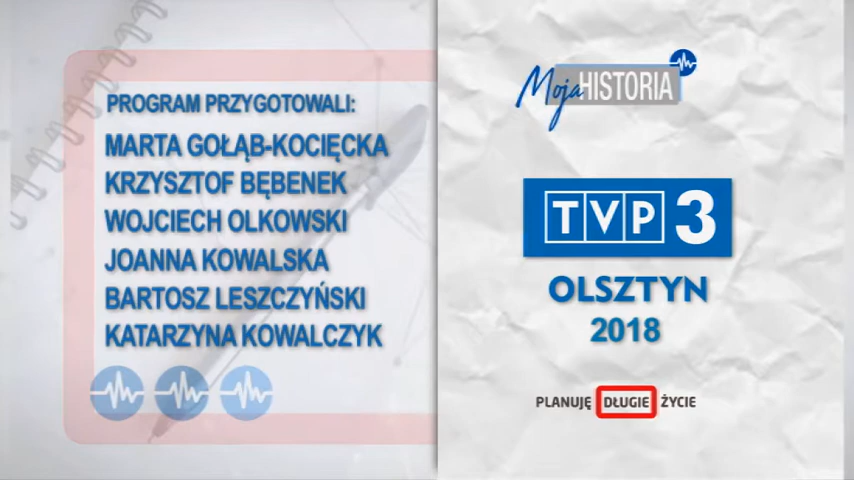 PROGRAM PRZYGOTOWALI:
MARTA GOŁĄB-KOCIĘCKA
KRZYSZTOF BĘBENEK
WOJCIECH OLKOWSKI
JOANNA KOWALSKA
BARTOSZ LESZCZYŃSKI
KATARZYNA KOWALCZYK
Moja HISTORIA
TVP 3
OLSZTYN
2018
PLANUJĘ DŁUGIE ŻYCIE